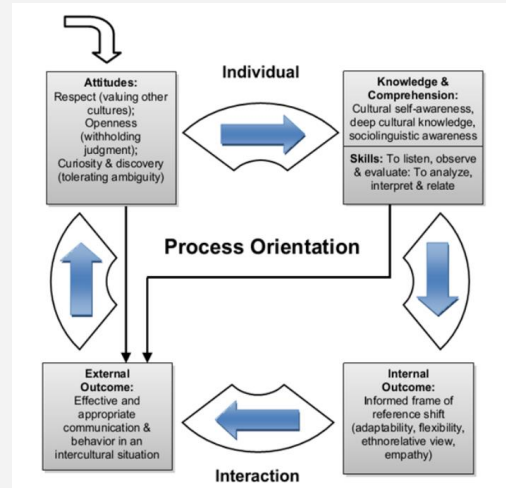 Individual
Attitudes:
Respect (valuing other
cultures);
Openness
(withholding
judgment);
Curiosity & discovery
(tolerating ambiguity)
Knowledge &
Comprehension:
Cultural self-awareness,
deep cultural knowledge,
sociolinguistic awareness
Skills: To listen, observe
& evaluate: To analyze,
interpret & relate
Process Orientation
External
Outcome:
Effective and
appropriate
communication &
behavior in an
intercultural situation
Internal
Outcome:
Informed frame of
reference shift
(adaptability, flexibility,
ethnorelative view,
empathy)
Interaction